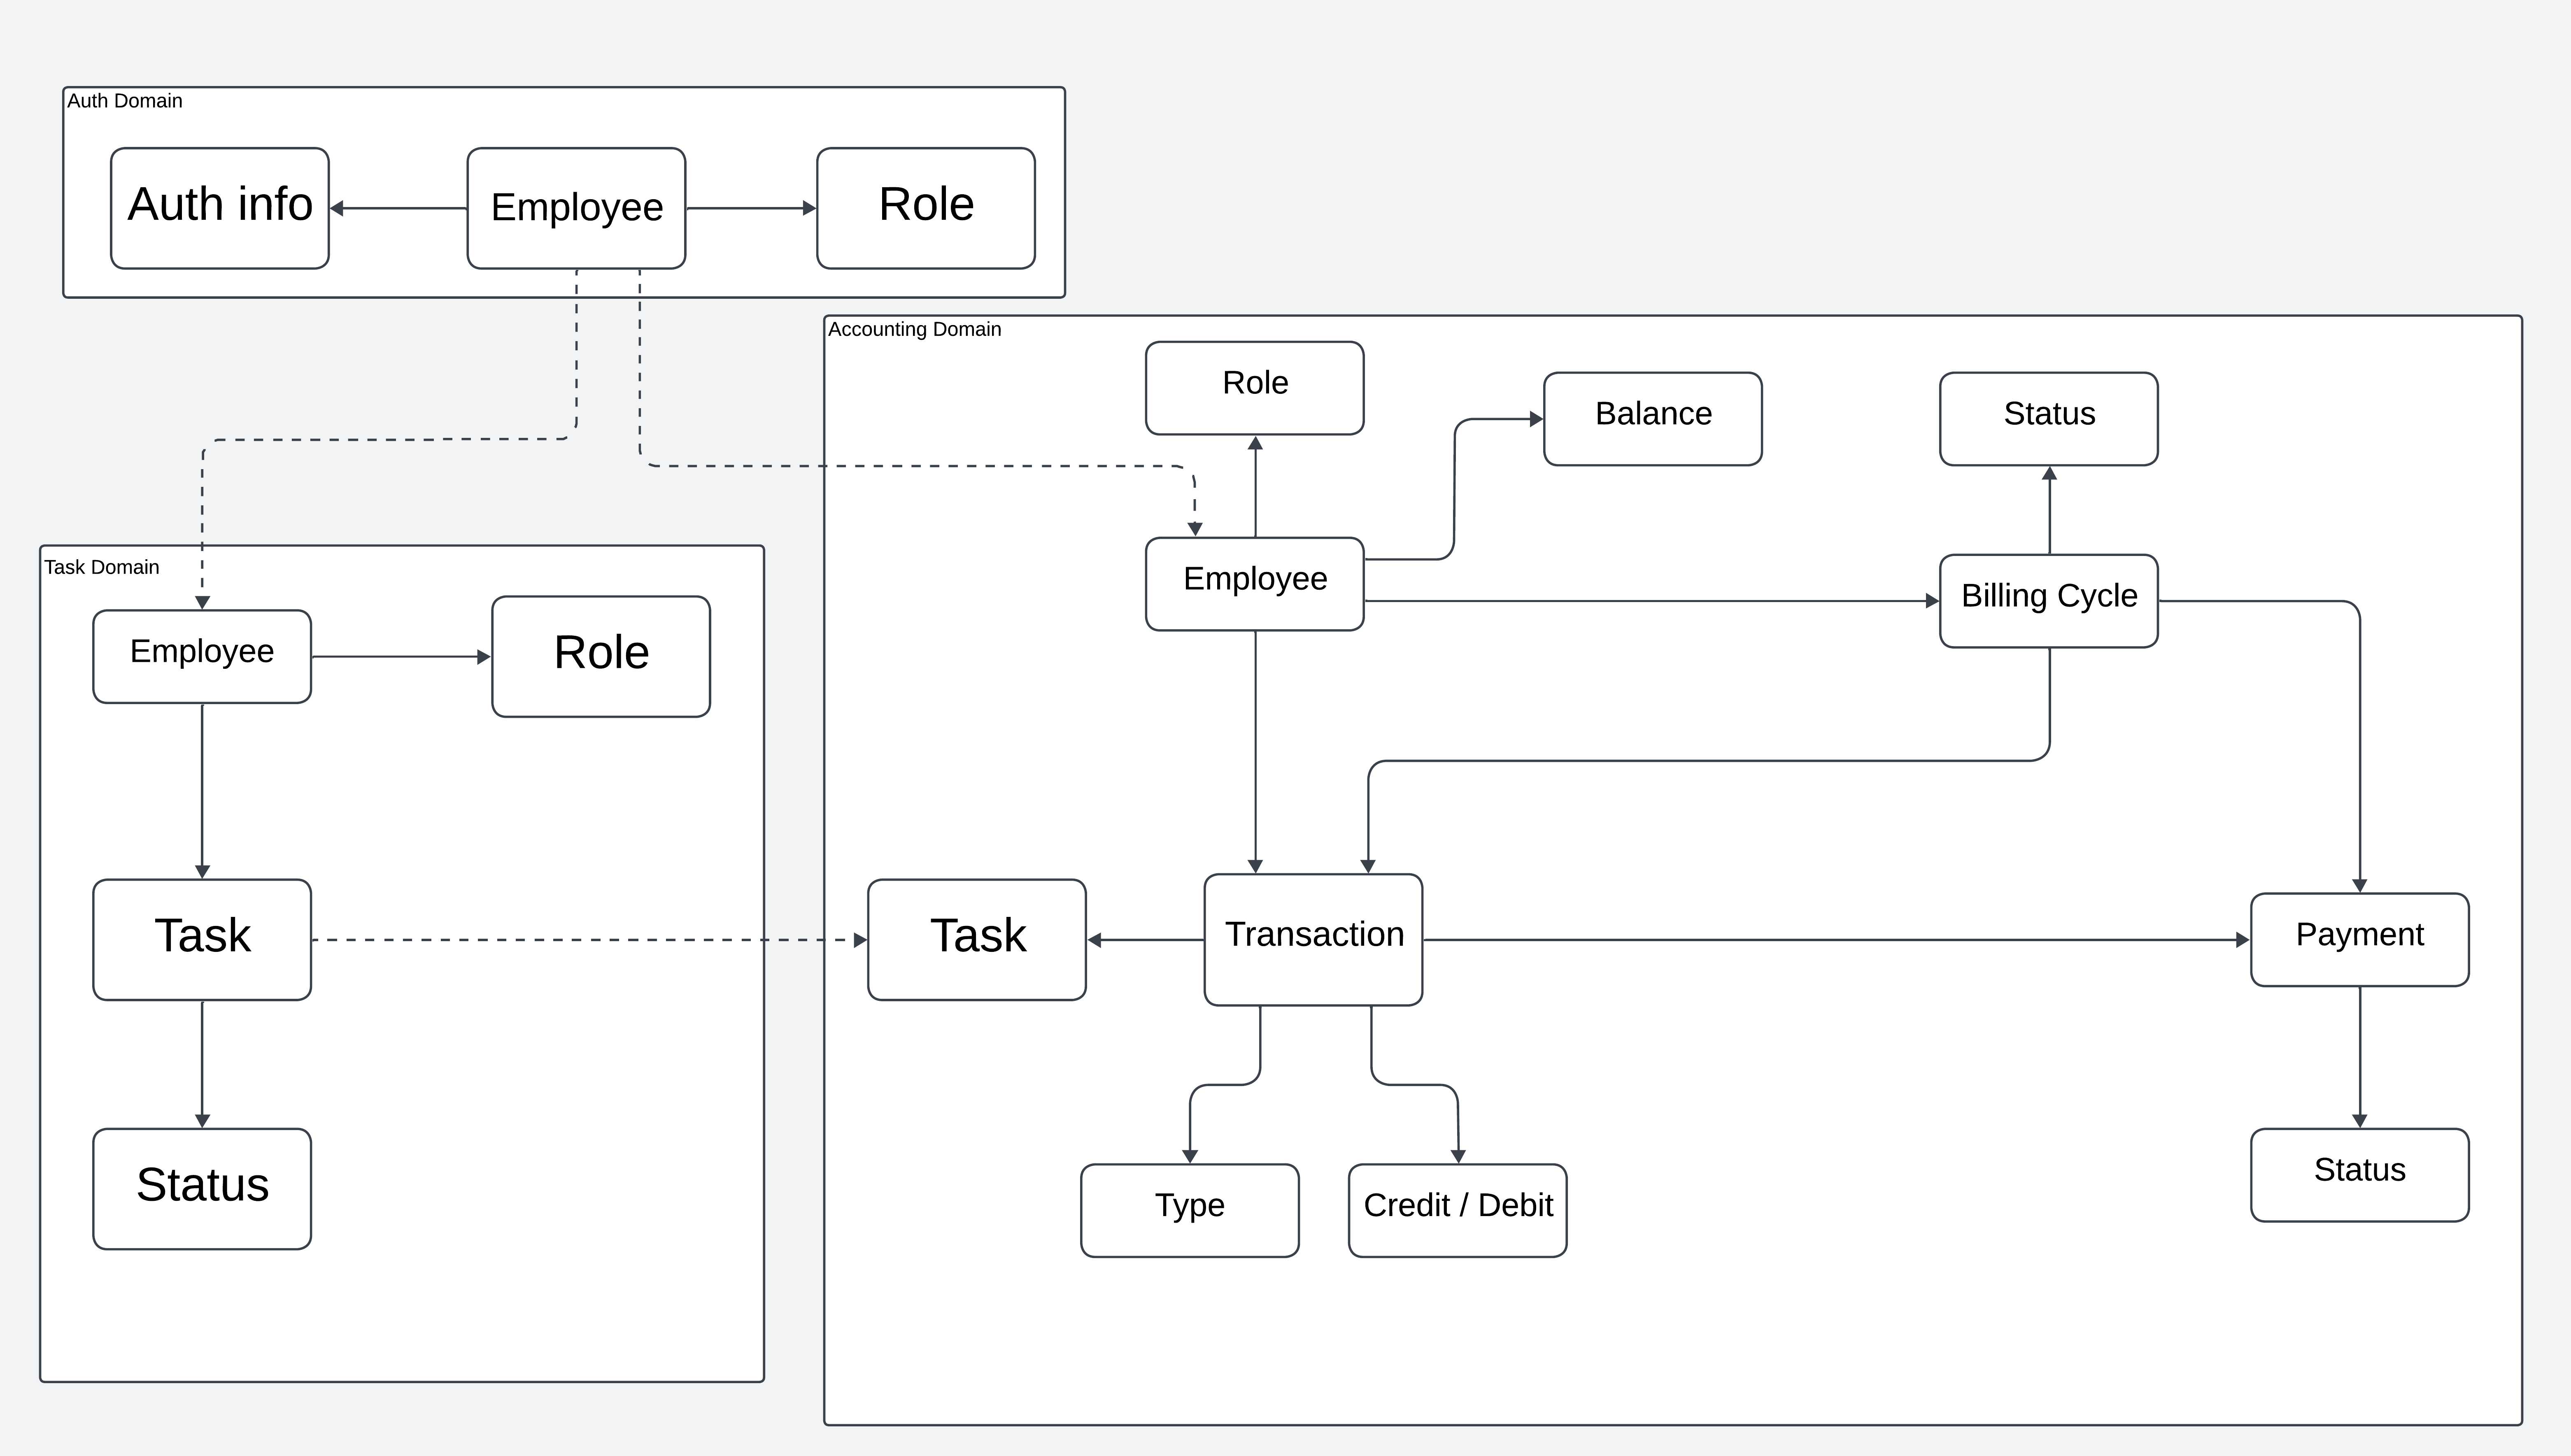 Auth Domain
Auth info
Employee
Role
Accounting Domain
Role
Balance
Status
Employee
Billing Cycle
Task Domain
Employee
Role
Task
Task
Transaction
Payment
Status
Type
Credit / Debit
Status